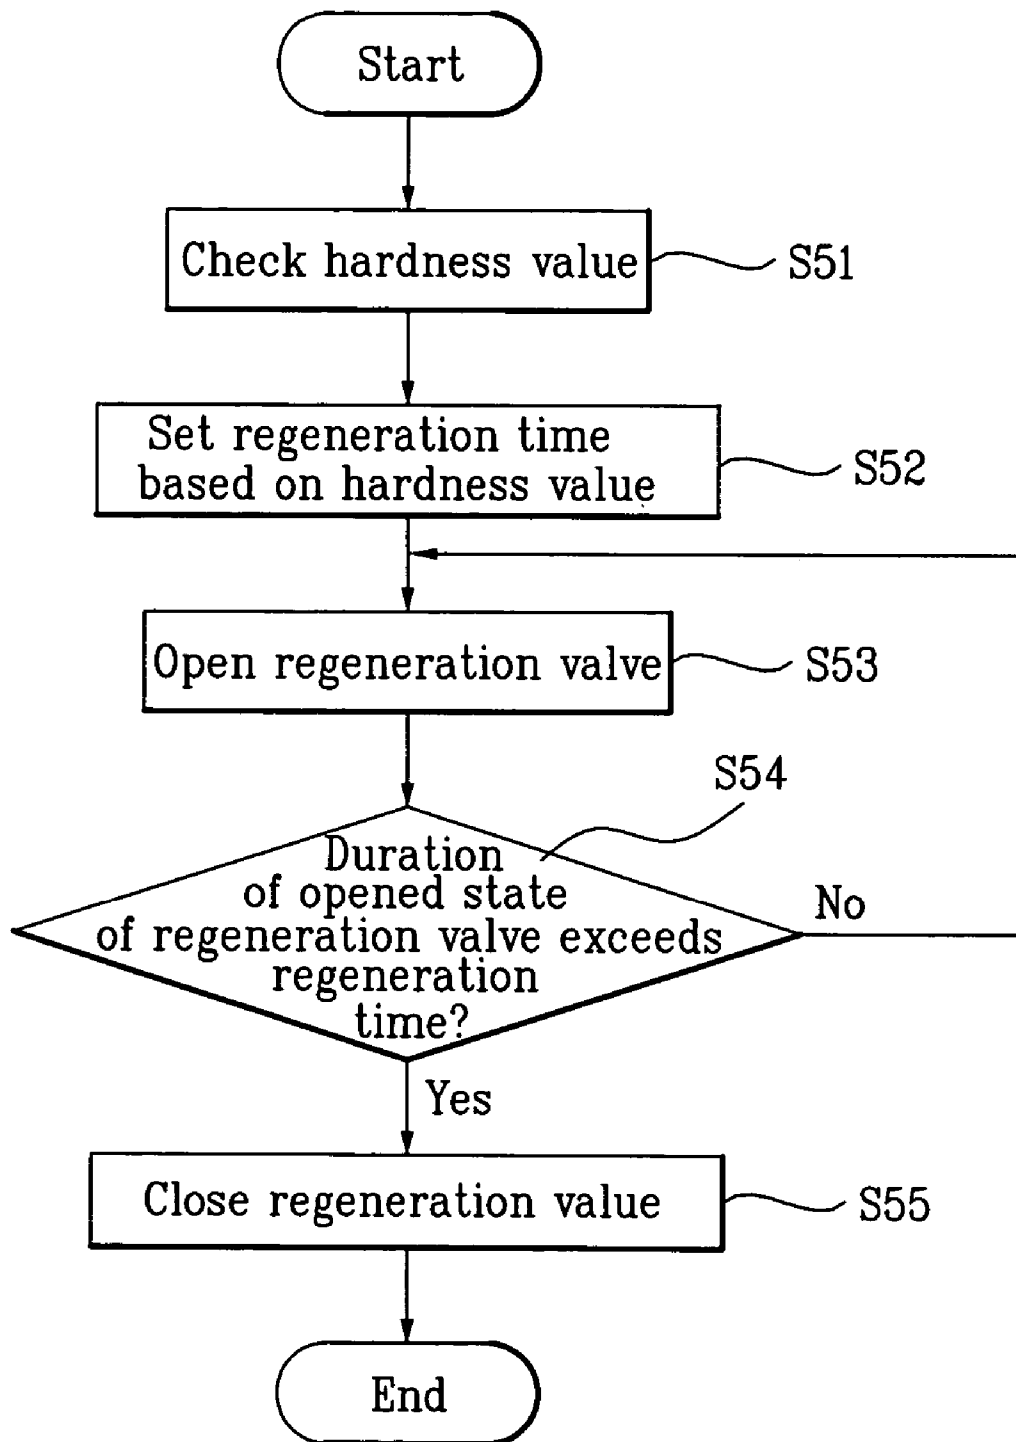 Start
Check hardness value
S51
Set regeneration time
based on hardness value
S52
Open regeneration valve
S53
S54
Duration
of opened state
of regeneration valve exceeds
regeneration
time?
No
Yes
Close regeneration value
S55
End